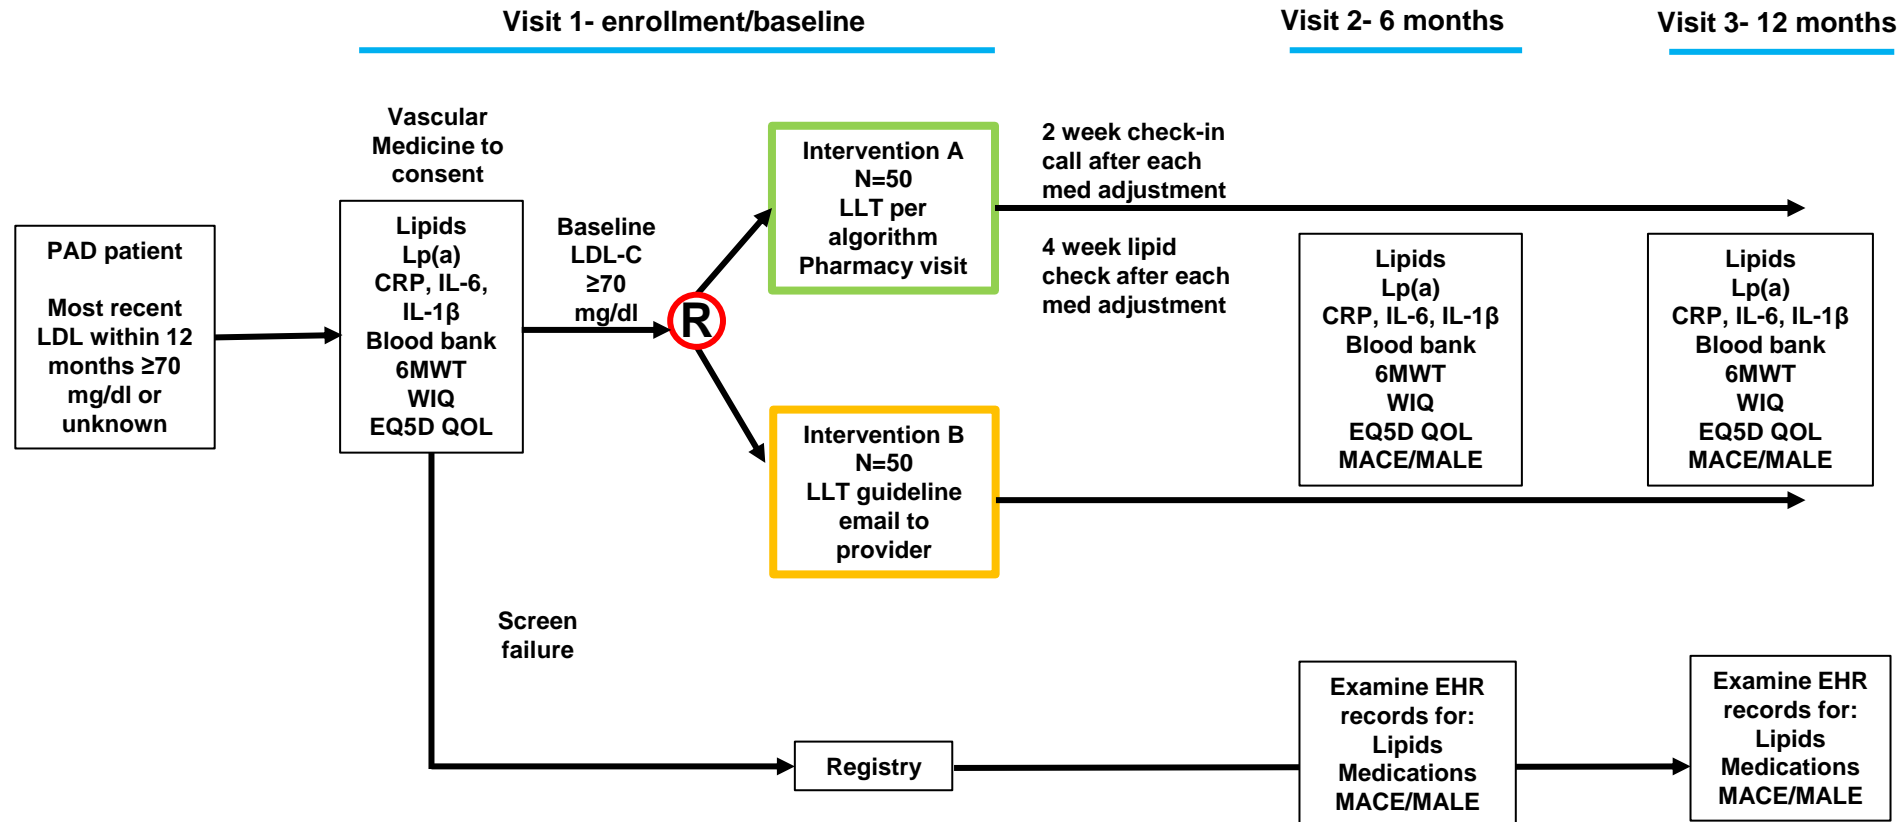 Visit 1- enrollment/baseline
Visit 2- 6 months
Visit 3- 12 months
Vascular
Medicine to
consent
PAD patient
Most recent
LDL within 12
months ≥70
mg/dl or
unknown
Lipids
Lp(a)
CRP, IL-6,
IL-1β
Blood bank
6MWT
WIQ
EQ5D QOL
Baseline
LDL-C
≥70
mg/dl
R
Intervention A
N=50
LLT per
algorithm
Pharmacy visit
2 week check-in
call after each
med adjustment
4 week lipid
check after each
med adjustment
Intervention B
N=50
LLT guideline
email to
provider
Lipids
Lp(a)
CRP, IL-6, IL-1β
Blood bank
6MWT
WIQ
EQ5D QOL
MACE/MALE
Lipids
Lp(a)
CRP, IL-6, IL-1β
Blood bank
6MWT
WIQ
EQ5D QOL
MACE/MALE
Screen
failure
Registry
Examine EHR
records for:
Lipids
Medications
MACE/MALE
Examine EHR
records for:
Lipids
Medications
MACE/MALE